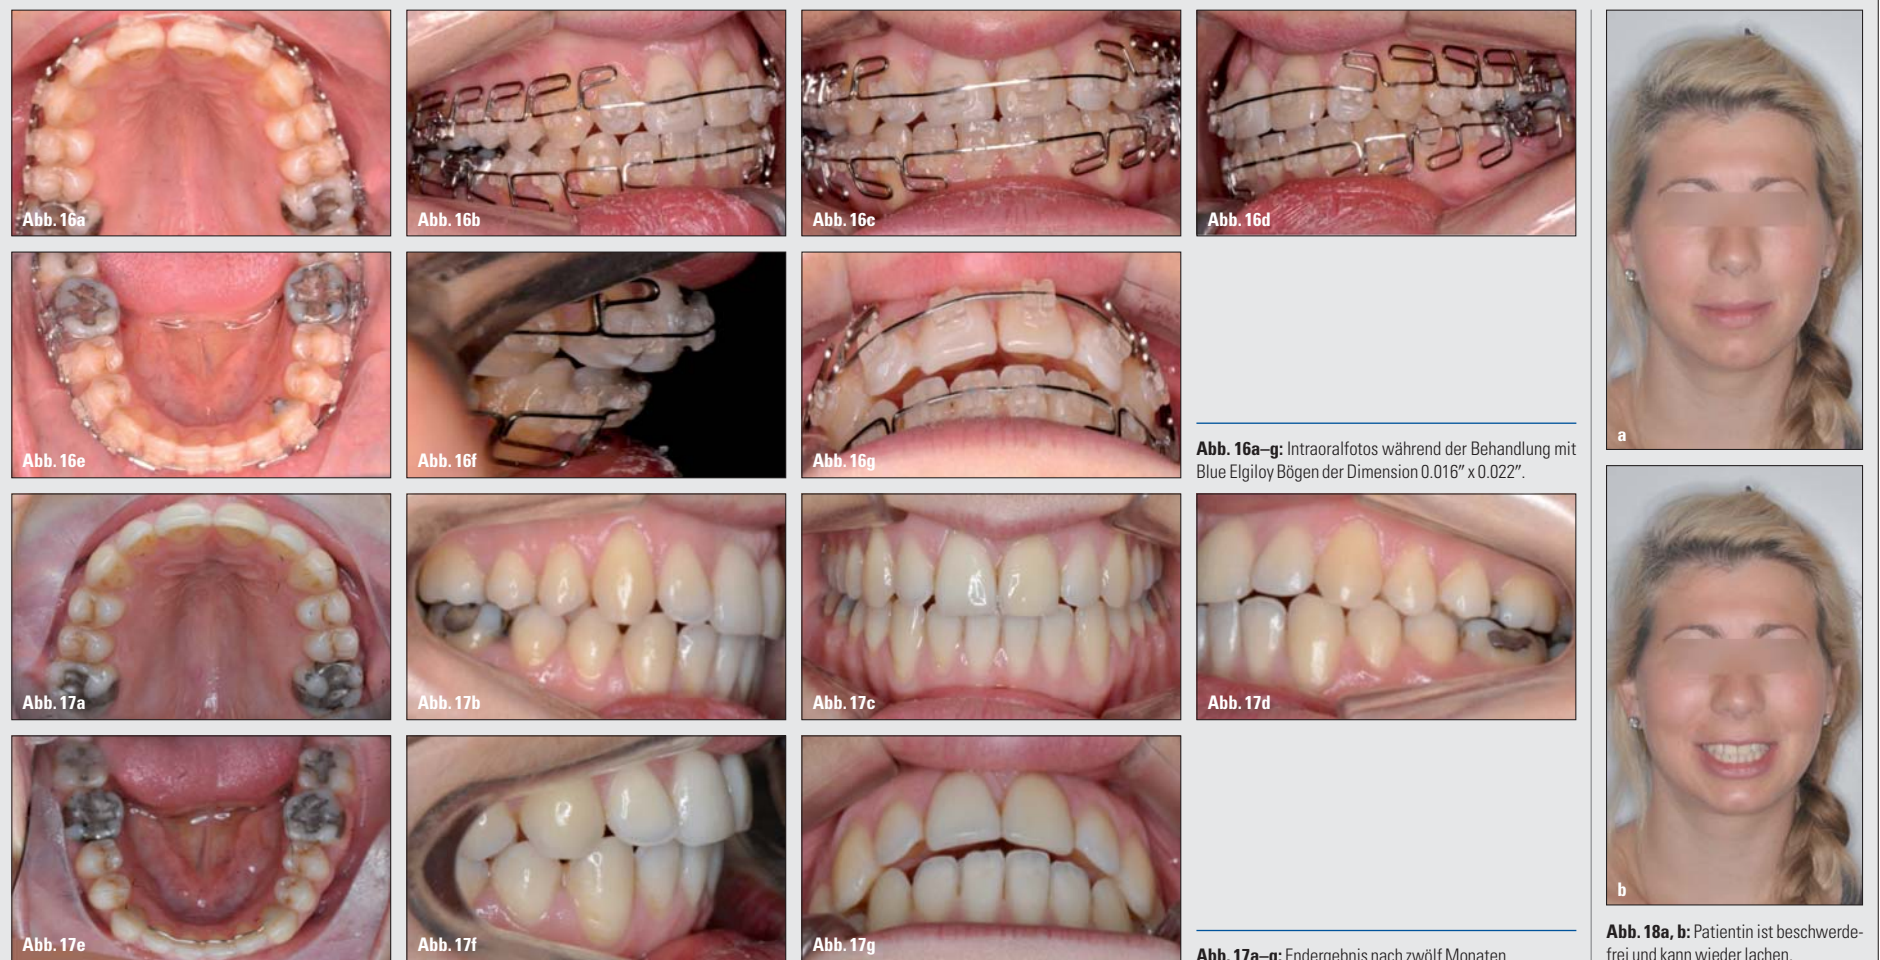 Abb. 16a
Abb. 16b
Abb. 16c
Abb. 16d
Abb. 16e
Abb. 16f
Abb. 16g
Abb. 16a–g: Intraoralfotos während der Behandlung mit
Blue Elgiloy Bögen der Dimension 0.016″ x 0.022″.
Abb. 17a
Abb. 17b
Abb. 17c
Abb. 17d
Abb. 17e
Abb. 17f
Abb. 17g
Abb. 17a–g: Endergebnis nach zwölf Monaten.
a
b
Abb. 18a, b: Patientin ist beschwerde-
frei und kann wieder lachen.